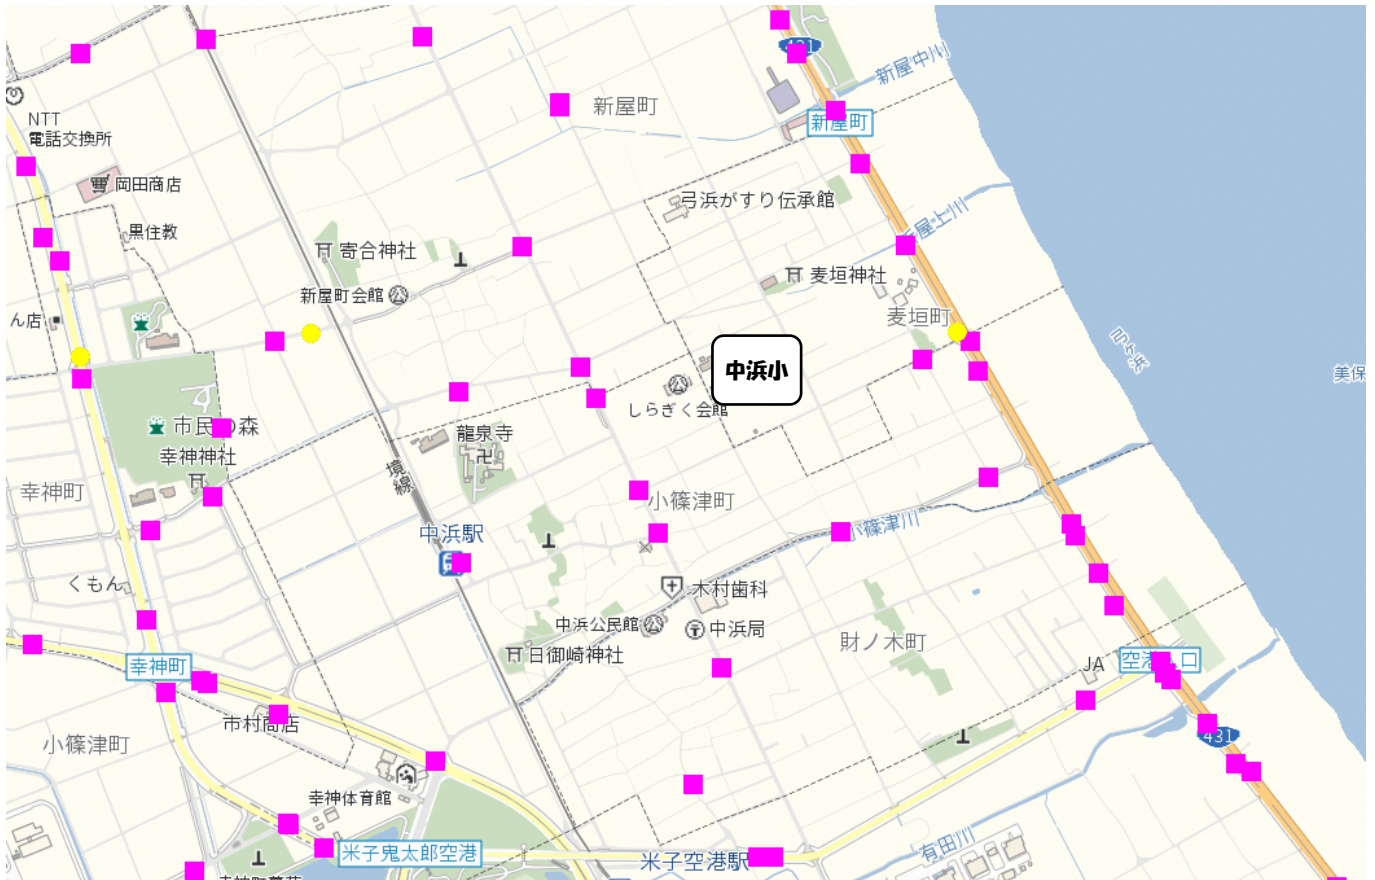 新屋中川
NTT
電話交換所
新屋町
新屋町
岡田商店
弓浜がすり伝承館
黒住教
屋上川
寄合神社
麦垣神社
新屋町会館
ん店
麦垣町
弓ヶ浜
中浜小
美保
しらぎく会館
市民の森
龍泉寺
幸神神社
境線
幸神町
小篠津町
中浜駅
小篠津川
くもん
木村歯科
中浜公民館
中浜局
財ノ木町
日御崎神社
幸神町
JA
空港入口
市村商店
小篠津町
431
幸神体育館
有田川
米子鬼太郎空港
米子空港駅